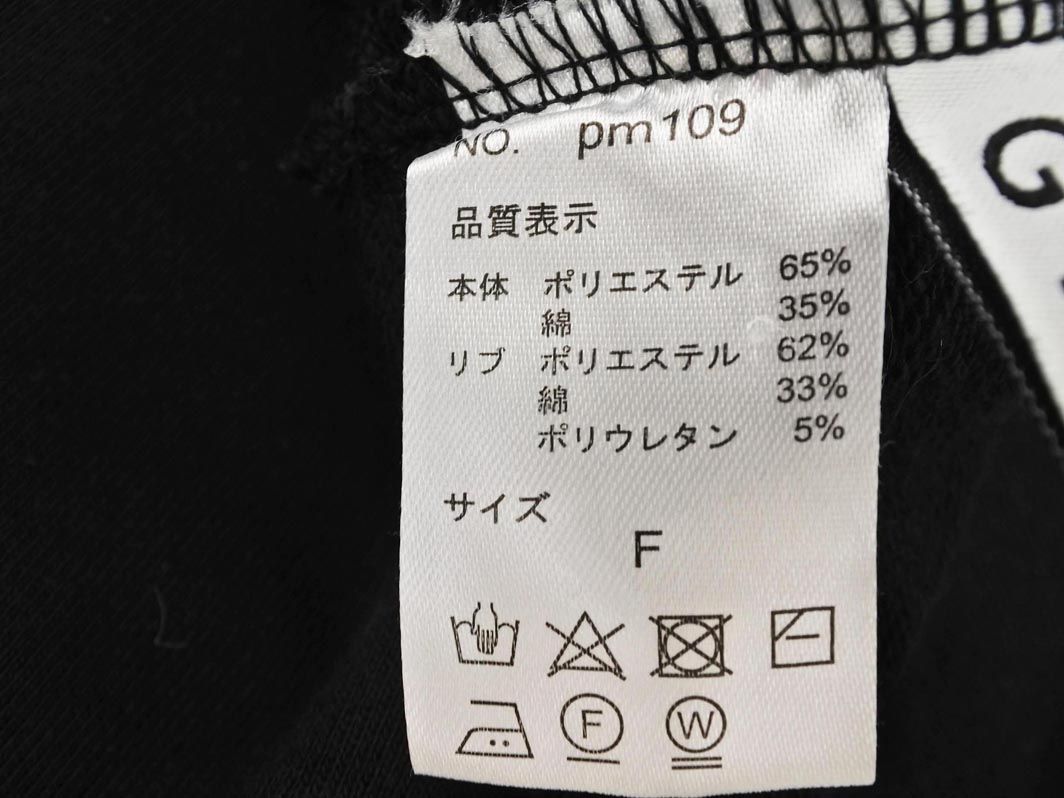 NO. pm109
品質表示
本体 ポリエステル 65%
綿 35%
リブ ポリエステル 62%
綿 33%
ポリウレタン 5%
サイズ
F
F W
G